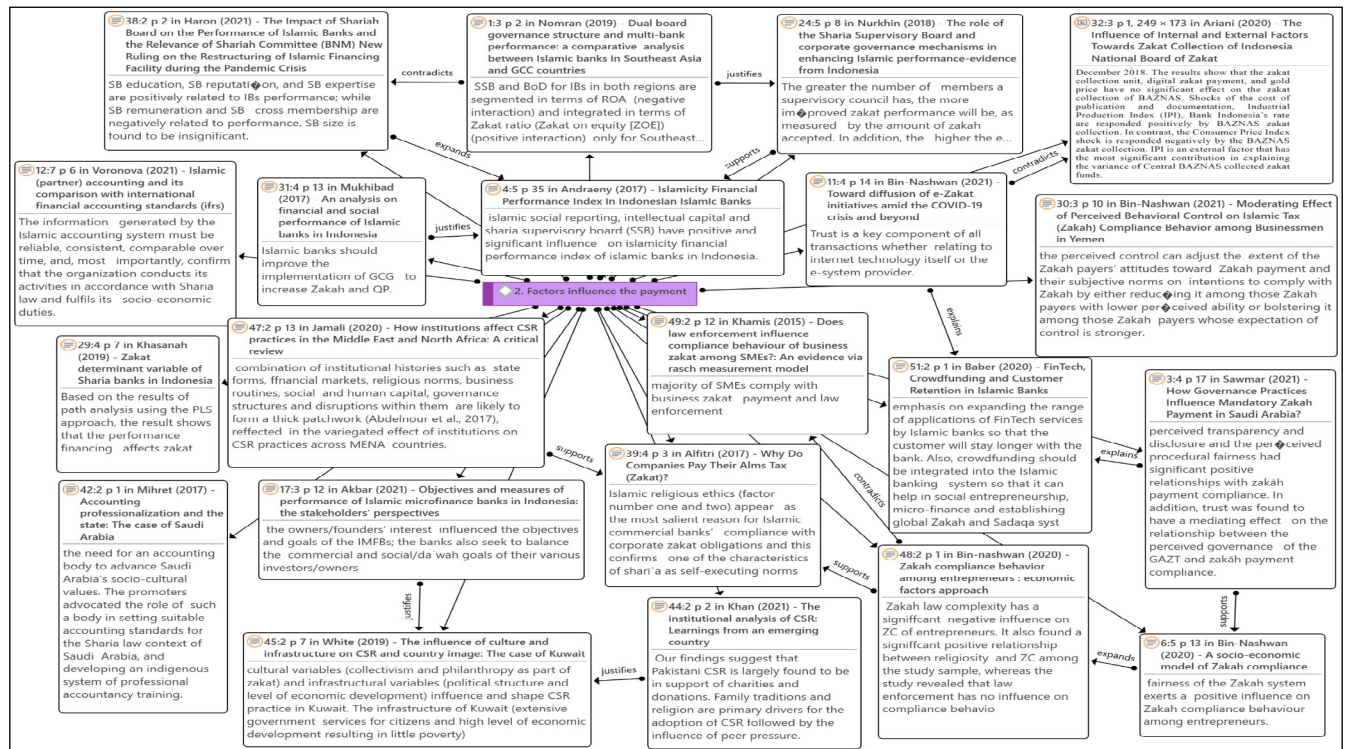 38:2 p 2 in Haron (2021) - The Impact of Shariah
Board on the Performance of Islamic Banks and
the Relevance of Shariah Committee (BNM) New
Ruling on the Restructuring of Islamic Financing
Facility during the Pandemic Crisis
SB education, SB reputati�on, and SB expertise
are positively related to IBs performance; while
SB remuneration and SB cross membership are
negatively related to performance. SB size is
found to be insignificant.
contradicts
1:3 p 2 in Nomran (2019) - Dual board
governance structure and multi-bank
performance: a comparative analysis
between Islamic banks in Southeast Asia
and GCC countries
SSB and BoD for IBs in both regions are
segmented in terms of ROA (negative
interaction) and integrated in terms of
Zakat ratio (Zakat on equity [ZOE])
(positive interaction) only for Southeast...
justifies
24:5 p 8 in Nurkhin (2018) - The role of
the Sharia Supervisory Board and
corporate governance mechanisms in
enhancing Islamic performance-evidence
from Indonesia
The greater the number of members a
supervisory council has, the more
im�proved zakat performance will be, as
measured by the amount of zakah
accepted. In addition, the higher the e...
32:3 p 1, 249 × 173 in Ariani (2020) - The
Influence of Internal and External Factors
Towards Zakat Collection of Indonesia
National Board of Zakat
December 2018. The results show that the zakat
collection unit, digital zakat payment, and gold
price have no significant effect on the zakat
collection of BAZNAS. Shocks of the cost of
publication and documentation, Industrial
Production Index (IPI), Bank Indonesia's rate
are responded positively by BAZNAS zakat
collection. In contrast, the Consumer Price Index
shock is responded negatively by the BAZNAS
zakat collection. IPI is an external factor that has
the most significant contribution in explaining
the variance of Central BAZNAS collected zakat
funds.
expands
supports
contradicts
12:7 p 6 in Voronova (2021) - Islamic
(partner) accounting and its
comparison with international
financial accounting standards (ifrs)
The information generated by the
Islamic accounting system must be
reliable, consistent, comparable over
time, and, most importantly, confirm
that the organization conducts its
activities in accordance with Sharia
law and fulfils its socio-economic
duties.
31:4 p 13 in Mukhibad
(2017) - An analysis on
financial and social
performance of Islamic
banks in Indonesia
Islamic banks should
improve the
implementation of GCG to
increase Zakah and QP.
justifies
4:5 p 35 in Andraeny (2017) - Islamicity Financial
Performance Index In Indonesian Islamic Banks
islamic social reporting, intellectual capital and
sharia supervisory board (SSB) have positive and
significant influence on islamicity financial
performance index of islamic banks in Indonesia.
11:4 p 14 in Bin-Nashwan (2021) -
Toward diffusion of e-Zakat
initiatives amid the COVID-19
crisis and beyond
Trust is a key component of all
transactions whether relating to
internet technology itself or the
e-system provider.
30:3 p 10 in Bin-Nashwan (2021) - Moderating Effect
of Perceived Behavioral Control on Islamic Tax
(Zakah) Compliance Behavior among Businessmen
in Yemen
the perceived control can adjust the extent of the
Zakah payers' attitudes toward Zakah payment and
their subjective norms on intentions to comply with
Zakah by either reduc�ing it among those Zakah
payers with lower per�ceived ability or bolstering it
among those Zakah payers whose expectation of
control is stronger.
2. Factors influence the payment
explains
29:4 p 7 in Khasanah
(2019) - Zakat
determinant variable of
Sharia banks in Indonesia
Based on the results of
path analysis using the PLS
approach, the result shows
that the performance
financing affects zakat
47:2 p 13 in Jamali (2020) - How institutions affect CSR
practices in the Middle East and North Africa: A critical
review
combination of institutional histories such as state
forms, ffnancial markets, religious norms, business
routines, social and human capital, governance
structures and disruptions within them are likely to
form a thick patchwork (Abdelnour et al., 2017),
reffected in the variegated effect of institutions on
CSR practices across MENA countries.
49:2 p 12 in Khamis (2015) - Does
law enforcement influence
compliance behaviour of business
zakat among SMEs?: An evidence via
rasch measurement model
majority of SMEs comply with
business zakat payment and law
enforcement
51:2 p 1 in Baber (2020) - FinTech,
Crowdfunding and Customer
Retention in Islamic Banks
emphasis on expanding the range
of applications of FinTech services
by Islamic banks so that the
customer will stay longer with the
bank. Also, crowdfunding should
be integrated into the Islamic
banking system so that it can
help in social entrepreneurship,
micro-finance and establishing
global Zakah and Sadaqa syst
explains
3:4 p 17 in Sawmar (2021) -
How Governance Practices
Influence Mandatory Zakah
Payment in Saudi Arabia?
perceived transparency and
disclosure and the per�ceived
procedural fairness had
significant positive
relationships with zakāh
payment compliance. In
addition, trust was found to
have a mediating effect on the
relationship between the
perceived governance of the
GAZT and zakāh payment
compliance.
supports
39:4 p 3 in Alfitri (2017) - Why Do
Companies Pay Their Alms Tax
(Zakat)?
Islamic religious ethics (factor
number one and two) appear as
the most salient reason for Islamic
commercial banks' compliance with
corporate zakat obligations and this
confirms one of the characteristics
of shari'a as self-executing norms
contradicts
42:2 p 1 in Mihret (2017) -
Accounting
professionalization and the
state: The case of Saudi
Arabia
the need for an accounting
body to advance Saudi
Arabia's socio-cultural
values. The promoters
advocated the role of such
a body in setting suitable
accounting standards for
the Sharia law context of
Saudi Arabia, and
developing an indigenous
system of professional
accountancy training.
17:3 p 12 in Akbar (2021) - Objectives and measures of
performance of Islamic microfinance banks in Indonesia:
the stakeholders' perspectives
the owners/founders' interest influenced the objectives
and goals of the IMFBs; the banks also seek to balance
the commercial and social/da'wah goals of their various
investors/owners
justifies
supports
48:2 p 1 in Bin-nashwan (2020) -
Zakah compliance behavior
among entrepreneurs : economic
factors approach
Zakah law complexity has a
signiffcant negative influence on
ZC of entrepreneurs. It also found a
signiffcant positive relationship
between religiosity and ZC among
the study sample, whereas the
study revealed that law
enforcement has no influence on
compliance behavio
supports
45:2 p 7 in White (2019) - The influence of culture and
infrastructure on CSR and country image: The case of Kuwait
cultural variables (collectivism and philanthropy as part of
zakat) and infrastructural variables (political structure and
level of economic development) influence and shape CSR
practice in Kuwait. The infrastructure of Kuwait (extensive
government services for citizens and high level of economic
development resulting in little poverty)
justifies
44:2 p 2 in Khan (2021) - The
institutional analysis of CSR:
Learnings from an emerging
country
Our findings suggest that
Pakistani CSR is largely found to be
in support of charities and
donations. Family traditions and
religion are primary drivers for the
adoption of CSR followed by the
influence of peer pressure.
expands
6:5 p 13 in Bin-Nashwan
(2020) - A socio-economic
model of Zakah compliance
fairness of the Zakah system
exerts a positive influence on
Zakah compliance behaviour
among entrepreneurs.